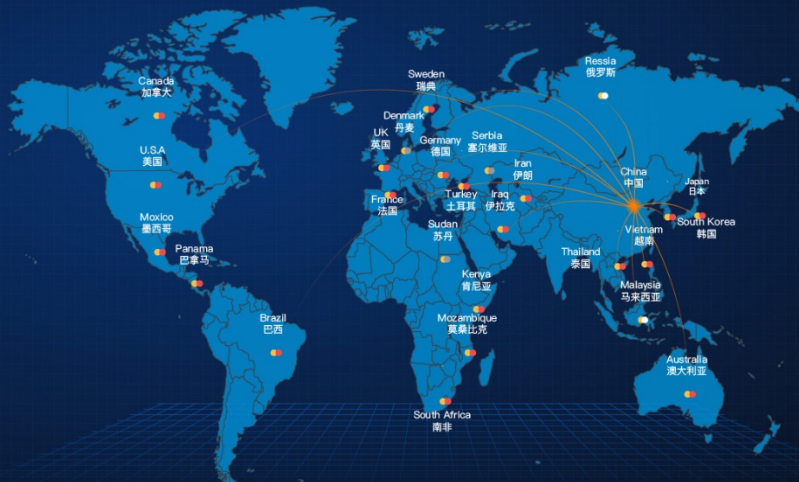 Canada
加拿大
U.S.A
美国
Moxico
墨西哥
Panama
巴拿马
Brazil
巴西
Sweden
瑞典
Denmark
丹麦
UK
英国
Germany
德国
Serbia
塞尔维亚
France
法国
Turkey
土耳其
Iran
伊朗
Iraq
伊拉克
Sudan
苏丹
Kenya
肯尼亚
Mozambique
莫桑比克
South Africa
南非
Ressia
俄罗斯
China
中国
Japan
日本
South Korea
韩国
Vietnam
越南
Thailand
泰国
Malaysia
马来西亚
Australia
澳大利亚